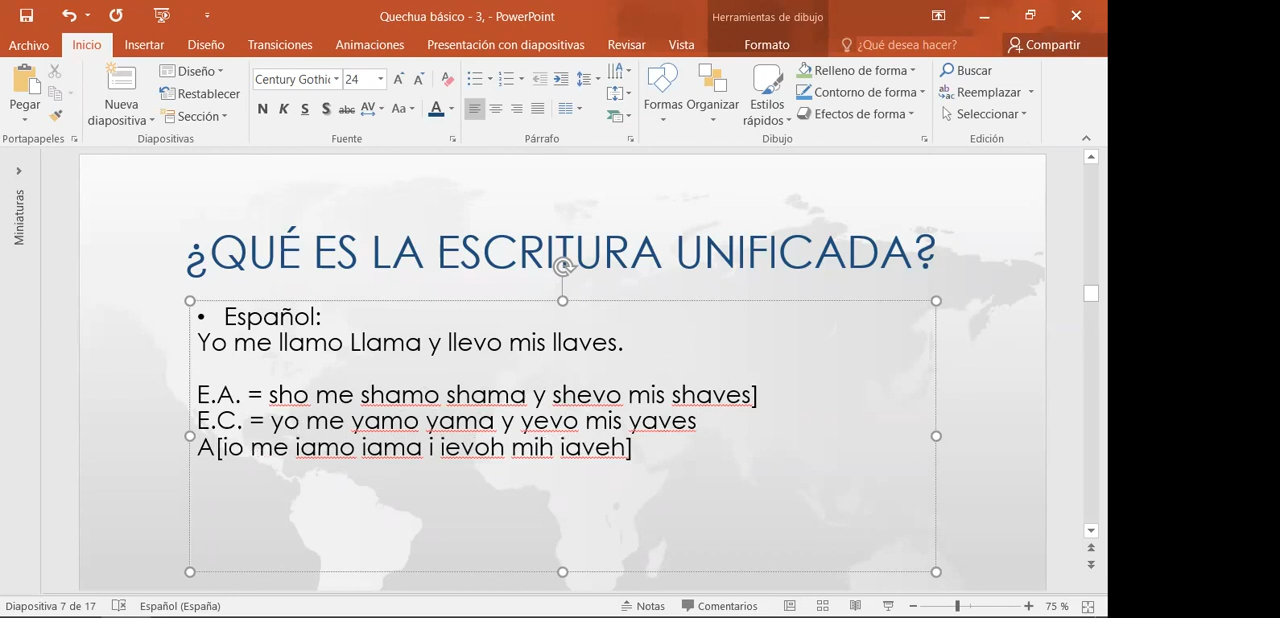 Quechua básico - 3, - PowerPoint
Herramientas de dibujo
Archivo
Inicio
Insertar
Diseño
Transiciones
Animaciones
Presentación con diapositivas
Revisar
Vista
Formato
¿Qué desea hacer?
Compartir
Pegar
Portapapeles
Nueva
diapositiva
Diseño
Restablecer
Sección
Diapositivas
Century Gothic
24
N K S S abc AV Aa A
Fuente
Párrafo
Formas
Organizar
Estilos
rápidos
Relleno de forma
Contorno de forma
Efectos de forma
Dibujo
Buscar
Reemplazar
Seleccionar
Edición
Miniaturas
¿QUÉ ES LA ESCRITURA UNIFICADA?
• Español:
Yo me llamo Llama y llevo mis llaves.
E.A. = sho me shamo shama y shevo mis shaves]
E.C. = yo me yamo yama y yevo mis yaves
A[io me iamo iama i ievoh mih iaveh]
Diapositiva 7 de 17
Español (España)
Notas
Comentarios
75 %